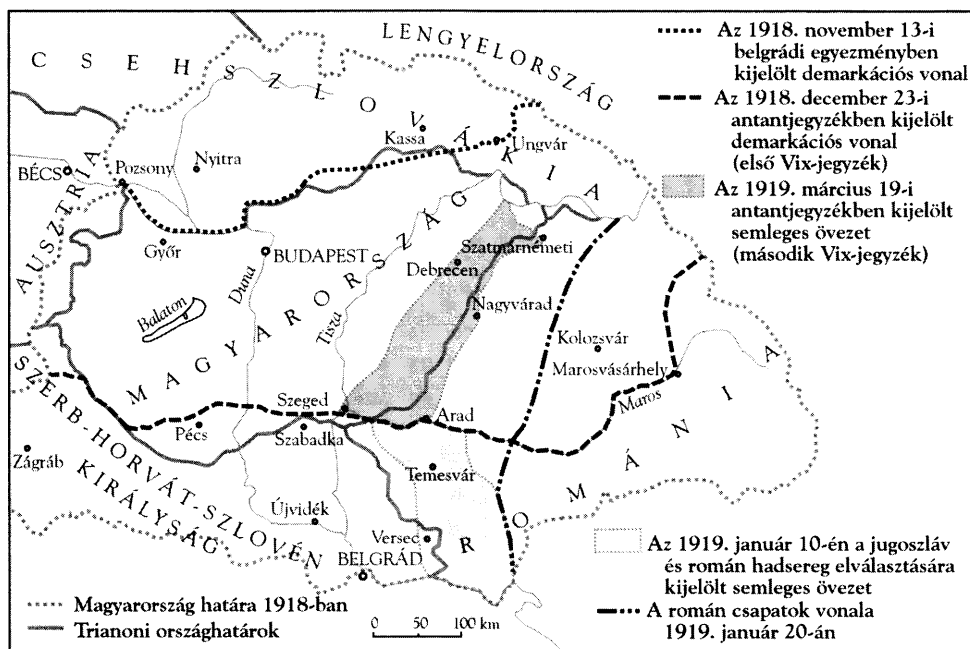 Az 1918. november 13-i
belgrádi egyezményben
kijelölt demarkációs vonal
Az 1918. december 23-i
antantjegyzékben kijelölt
demarkációs vonal
(első Vix-jegyzék)
Az 1919. március 19-i
antantjegyzékben kijelölt
semleges övezet
(második Vix-jegyzék)
LENGYELORSZÁG
CSEHSZLOVÁKIA
AUSZTRIA
MAGYARORSZÁG
ROMÁNIA
SZERB-HORVÁT-SZLOVÉN
KIRÁLYSÁG
Kassa
Ungvár
BÉCS
Pozsony
Nyitra
Győr
BUDAPEST
Duna
Tisza
Balaton
Szatmárnémeti
Debrecen
Nagyvárad
Kolozsvár
Marosvásárhely
Maros
Szeged
Arad
Pécs
Szabadka
Zágráb
Temesvár
Újvidék
Versec
BELGRÁD
Az 1919. január 10-én a jugoszláv
és román hadsereg elválasztására
kijelölt semleges övezet
A román csapatok vonala
1919. január 20-án
Magyarország határa 1918-ban
Trianoni országhatárok
0 50 100 km